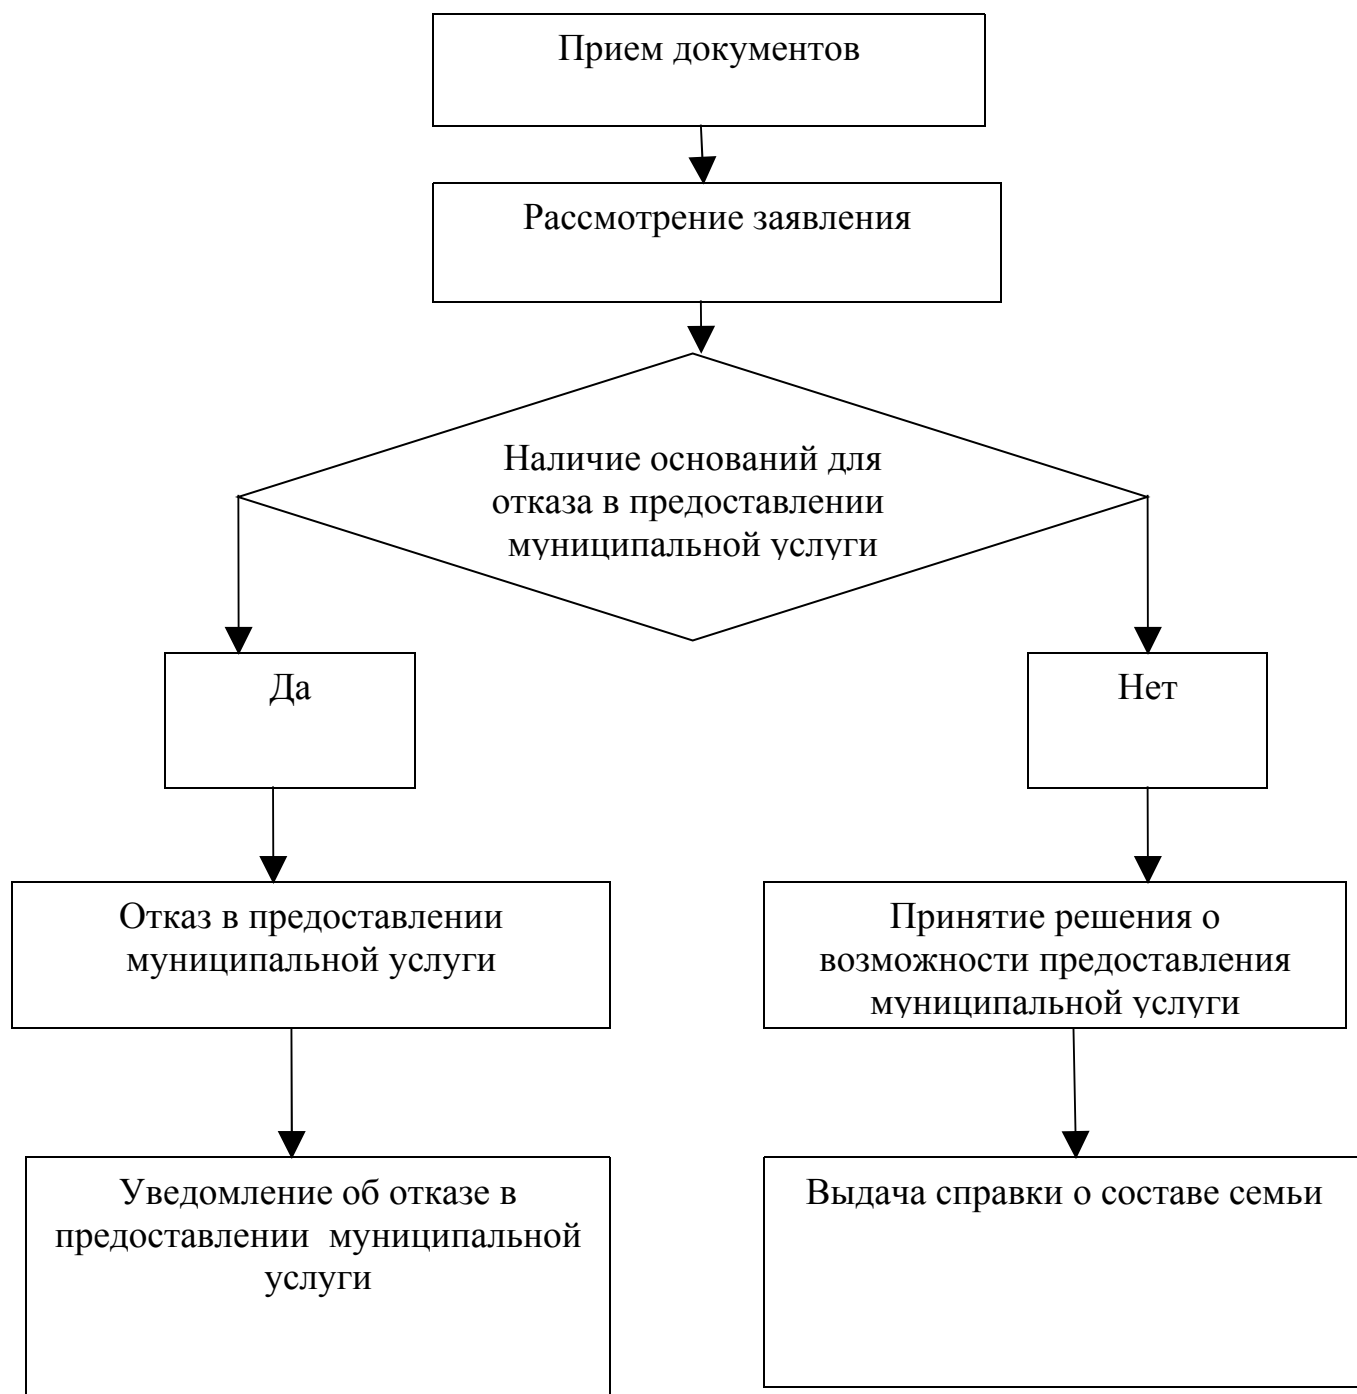 Прием документов
Рассмотрение заявления
Наличие оснований для
отказа в предоставлении
муниципальной услуги
Да
Нет
Отказ в предоставлении
муниципальной услуги
Принятие решения о
возможности предоставления
муниципальной услуги
Уведомление об отказе в
предоставлении муниципальной
услуги
Выдача справки о составе семьи